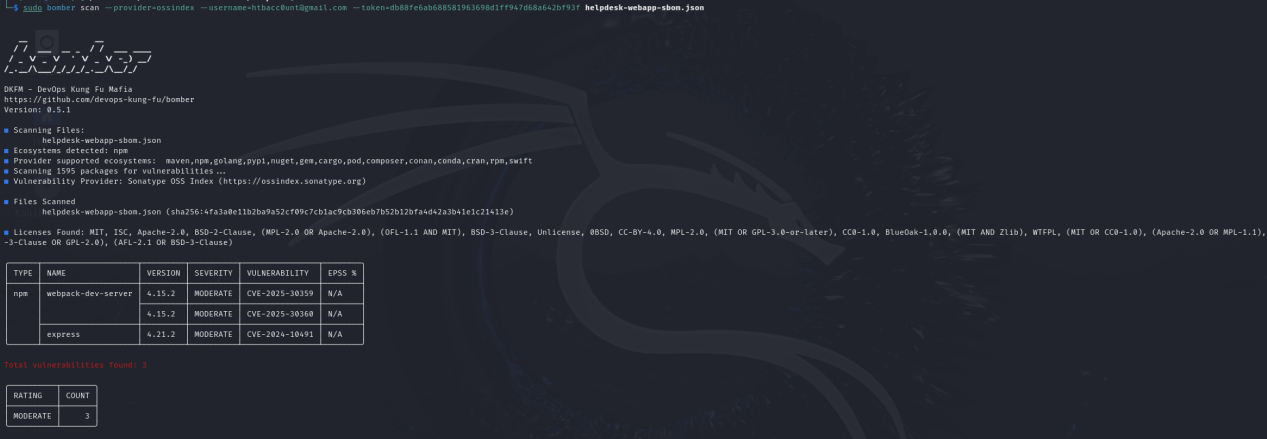 $ sudo bomber scan --provider=ossindex --username=htbacc0unt@gmail.com --token=db88fe6ab688581963698d1ff947d68a642bf93f helpdesk-webapp-sbom.json
DKFM - DevOps Kung Fu Mafia
https://github.com/devops-kung-fu/bomber
Version: 0.5.1
■ Scanning Files:
helpdesk-webapp-sbom.json
■ Ecosystems detected: npm
■ Provider supported ecosystems: maven,npm,golang,pypi,nuget,gem,cargo,pod,composer,conan,conda,cran,rpm,swift
■ Scanning 1595 packages for vulnerabilities...
■ Vulnerability Provider: Sonatype OSS Index (https://ossindex.sonatype.org)
■ Files Scanned
helpdesk-webapp-sbom.json (sha256:4fa3a0e11b2ba9a52cf09c7cb1ac9cb306eb7b52b12bfa4d42a3b41e1c21413e)
■ Licenses Found: MIT, ISC, Apache-2.0, BSD-2-Clause, (MPL-2.0 OR Apache-2.0), (OFL-1.1 AND MIT), BSD-3-Clause, Unlicense, 0BSD, CC-BY-4.0, MPL-2.0, (MIT OR GPL-3.0-or-later), CC0-1.0, BlueOak-1.0.0, (MIT AND Zlib), WTFPL, (MIT OR CC0-1.0), (Apache-2.0 OR MPL-1.1),
-3-Clause OR GPL-2.0), (AFL-2.1 OR BSD-3-Clause)
TYPE NAME VERSION SEVERITY VULNERABILITY EPSS %
npm webpack-dev-server 4.15.2 MODERATE CVE-2025-30359 N/A
4.15.2 MODERATE CVE-2025-30360 N/A
express 4.21.2 MODERATE CVE-2024-10491 N/A
Total vulnerabilities found: 3
RATING COUNT
MODERATE 3